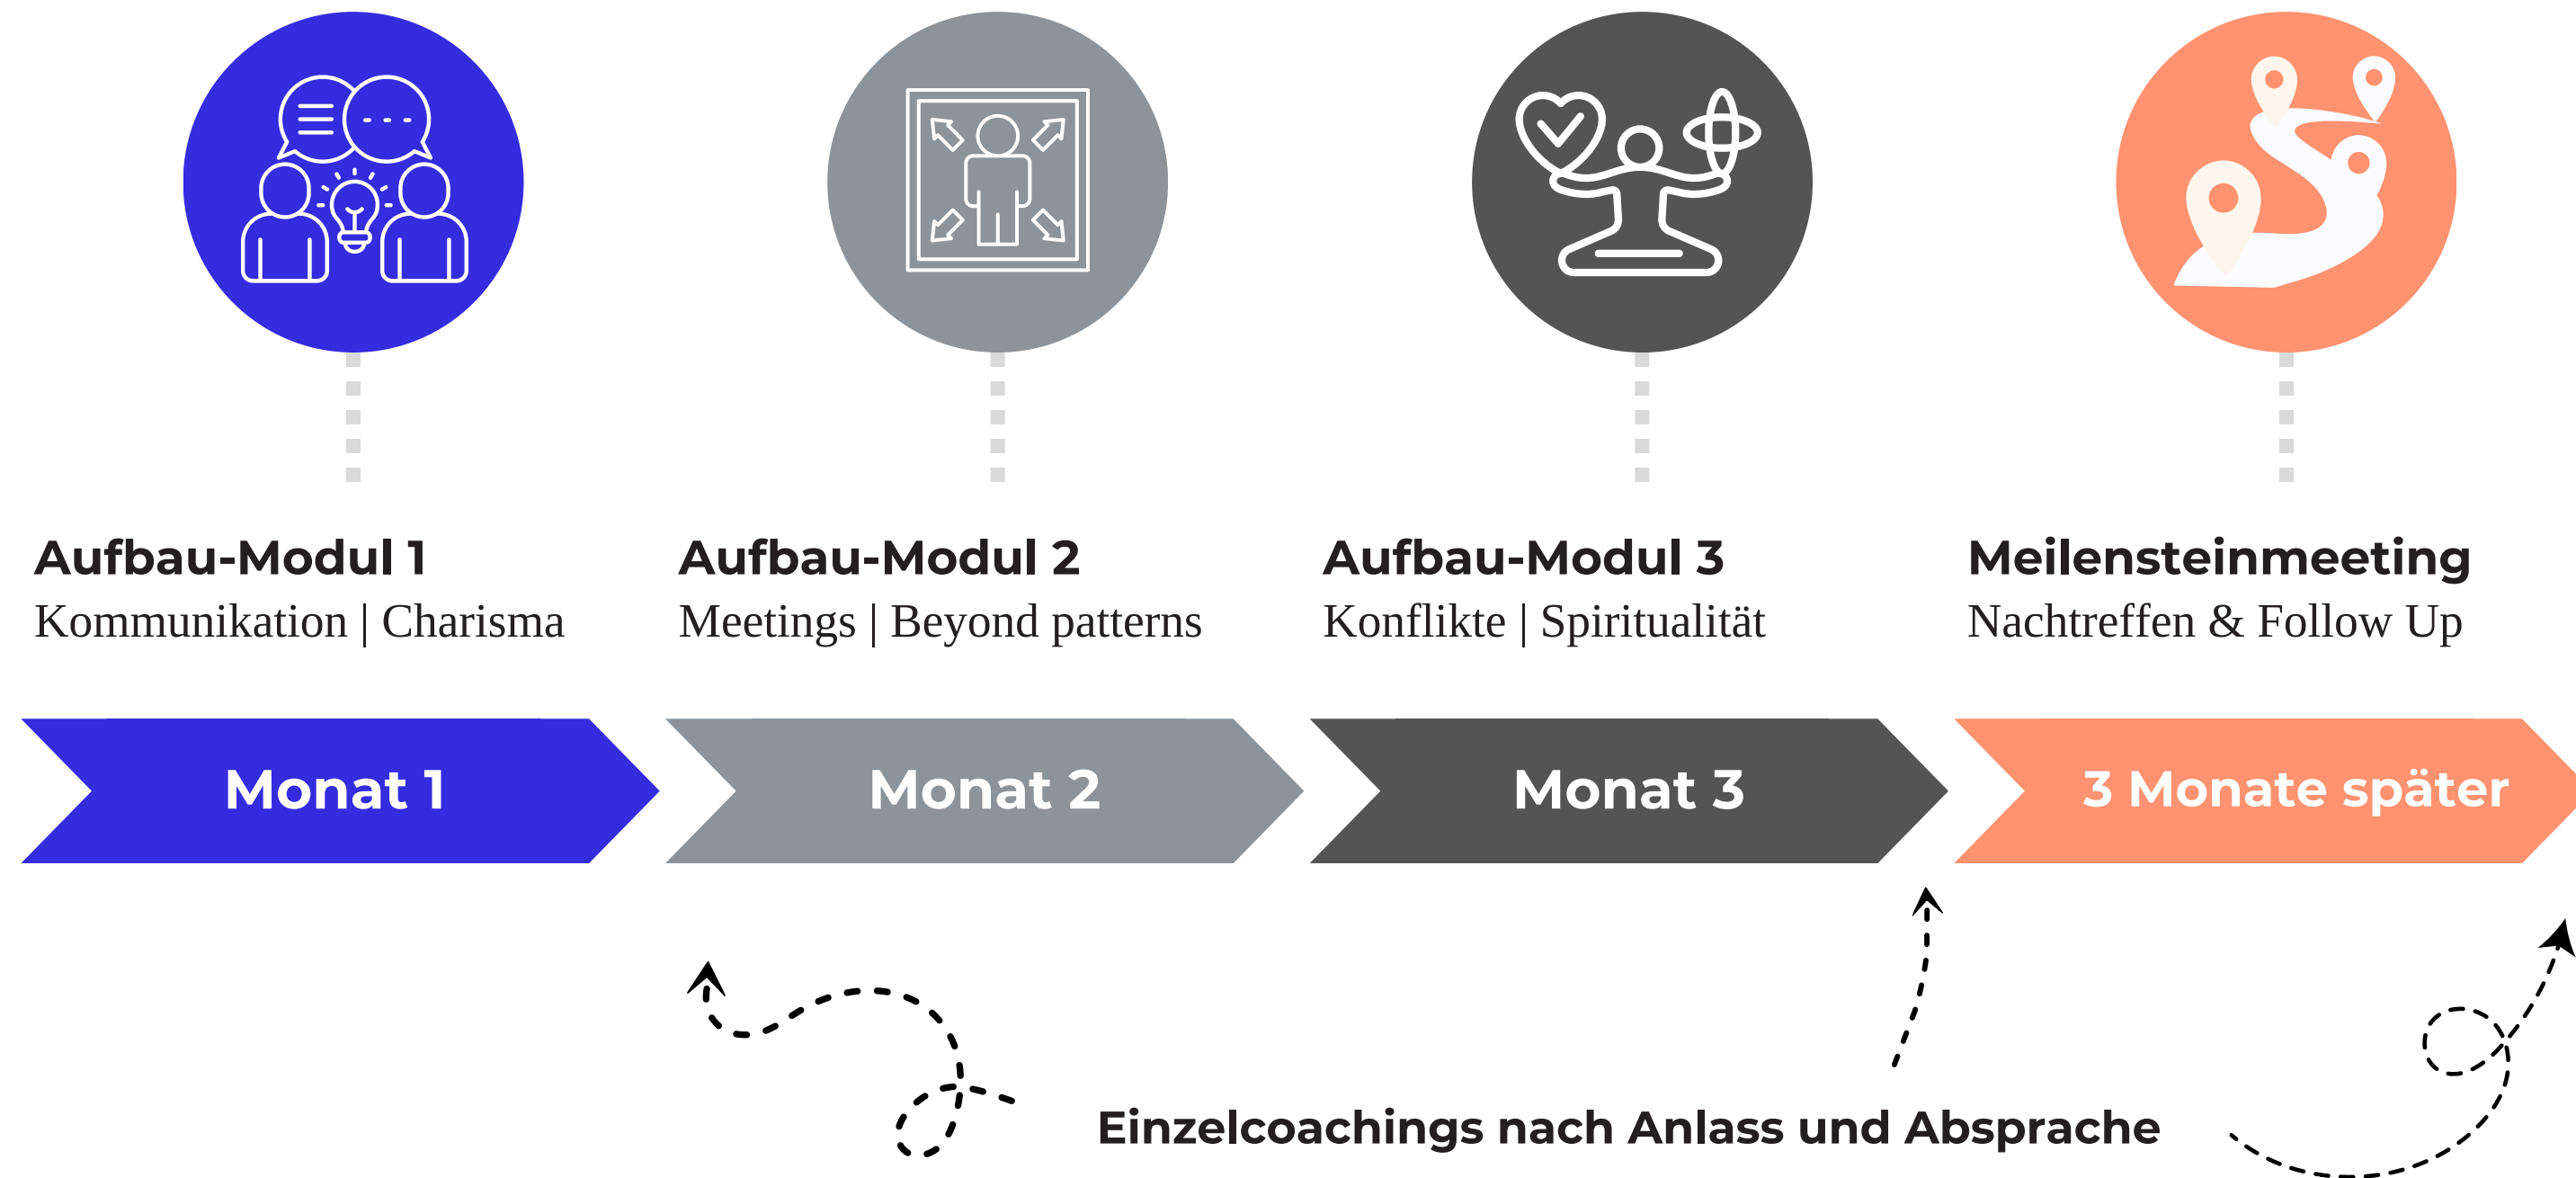 Aufbau-Modul 1
Kommunikation | Charisma
Aufbau-Modul 2
Meetings | Beyond patterns
Aufbau-Modul 3
Konflikte | Spiritualität
Meilensteinmeeting
Nachtreffen & Follow Up
Monat 1
Monat 2
Monat 3
3 Monate später
Einzelcoachings nach Anlass und Absprache